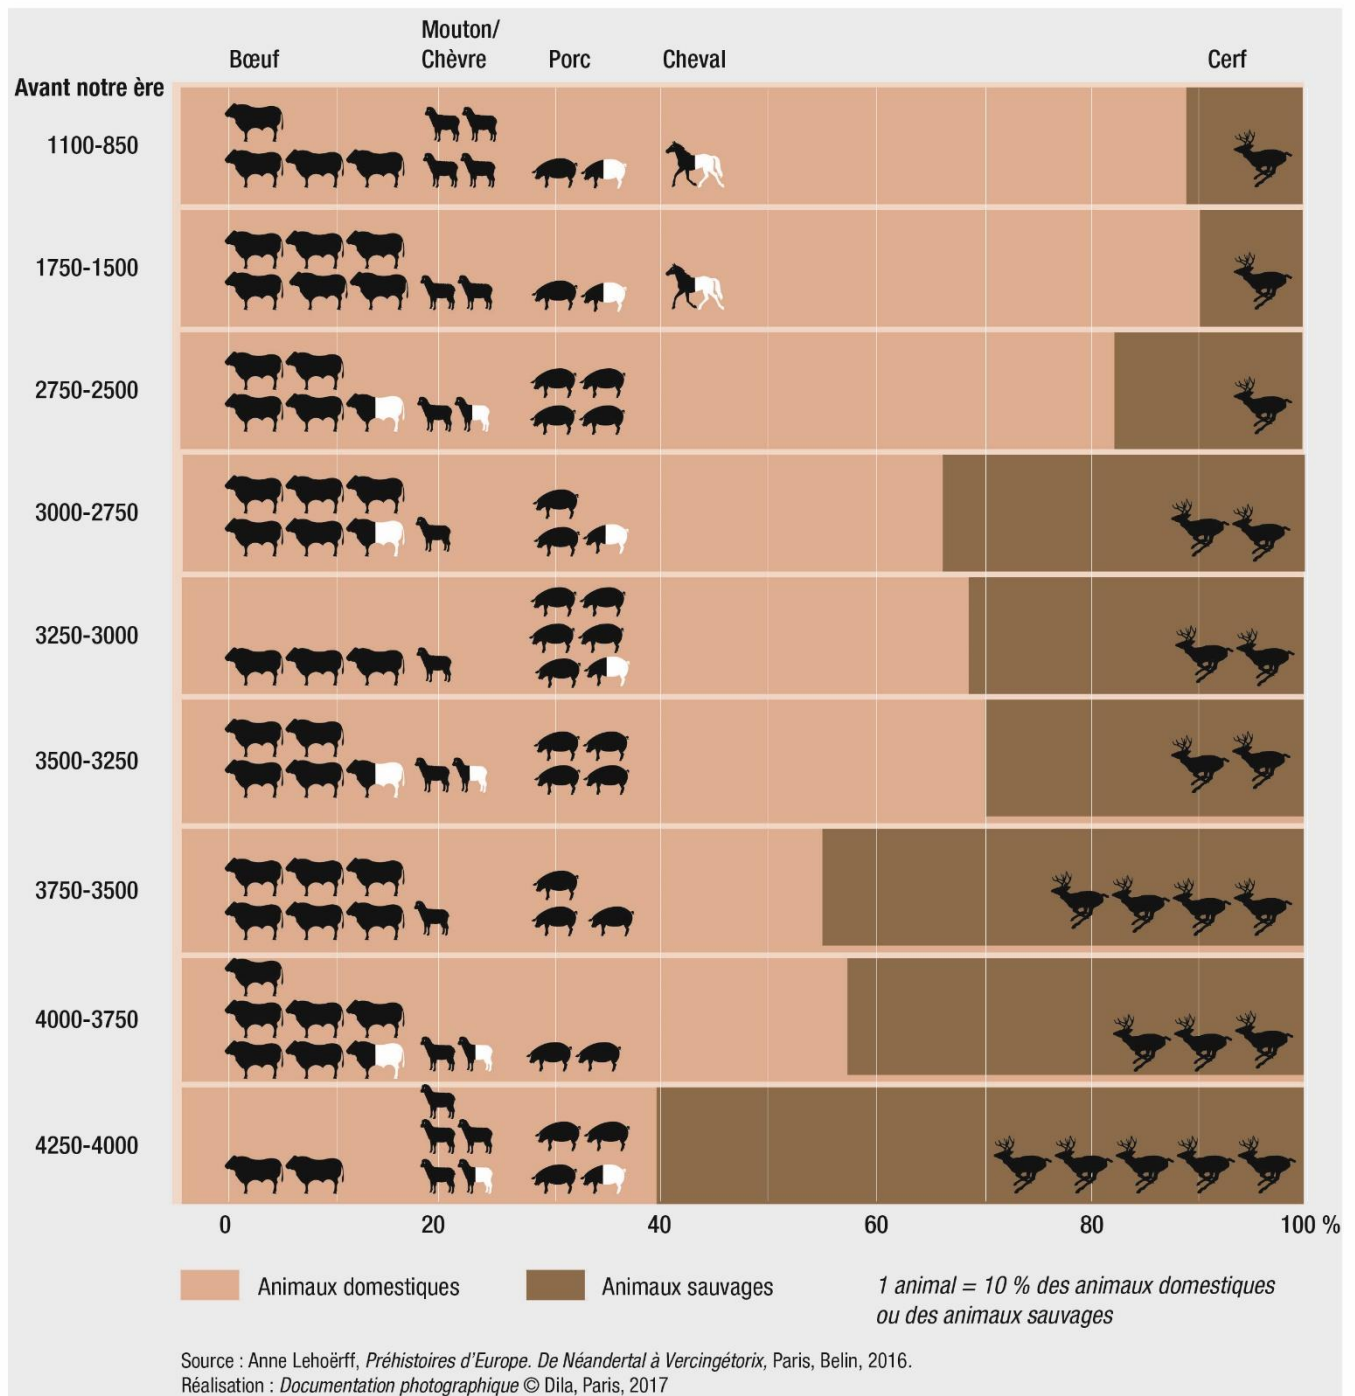 Bœuf
Mouton/
Chèvre
Porc
Cheval
Cerf
Avant notre ère
1100-850
1750-1500
2750-2500
3000-2750
3250-3000
3500-3250
3750-3500
4000-3750
4250-4000
0 20 40 60 80 100 %
Animaux domestiques
Animaux sauvages
1 animal = 10 % des animaux domestiques
ou des animaux sauvages
Source : Anne Lehoërff, Préhistoires d'Europe. De Néandertal à Vercingétorix, Paris, Belin, 2016.
Réalisation : Documentation photographique © Dila, Paris, 2017